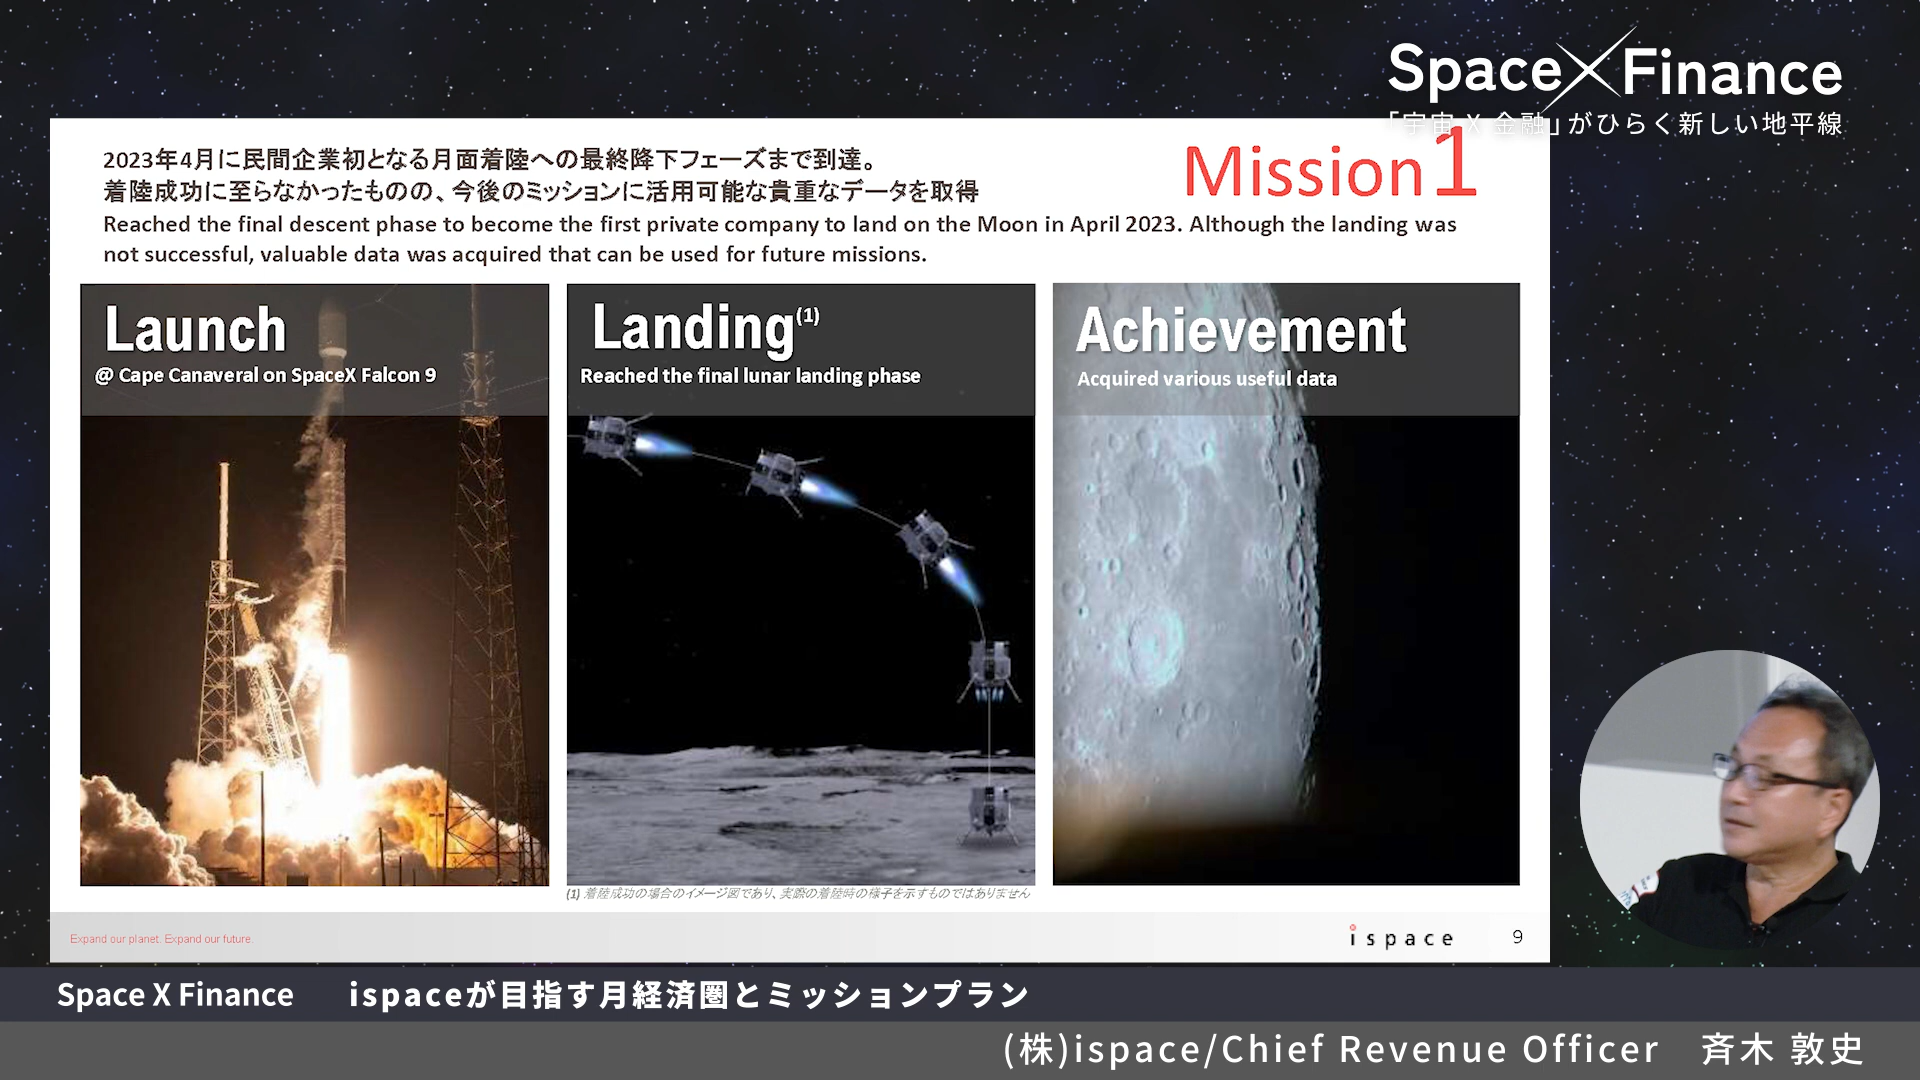 Space X Finance
「宇宙 X 金融」がひらく新しい地平線
2023年4月に民間企業初となる月面着陸への最終降下フェーズまで到達。
着陸成功に至らなかったものの、今後のミッションに活用可能な貴重なデータを取得
Mission1
Reached the final descent phase to become the first private company to land on the Moon in April 2023. Although the landing was
not successful, valuable data was acquired that can be used for future missions.
Launch
@ Cape Canaveral on SpaceX Falcon 9
Landing(1)
Reached the final lunar landing phase
Achievement
Acquired various useful data
(1) 着陸成功の場合のイメージ図であり、実際の着陸時の様子を示すものではありません
Expand our planet. Expand our future.
ispace
9
Space X Finance ispaceが目指す月経済圏とミッションプラン
(株)ispace/Chief Revenue Officer 斉木 敦史